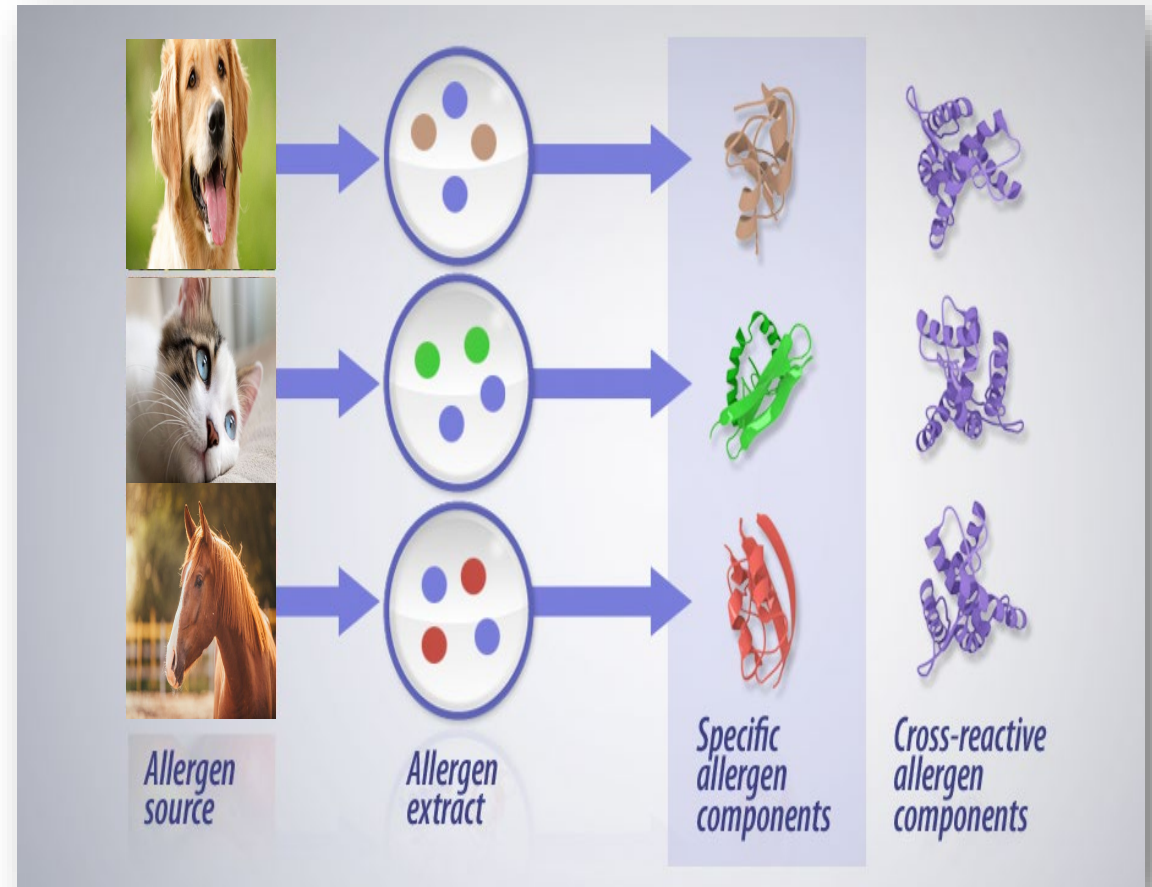 Allergen
source
Allergen
extract
Specific
allergen
components
Cross-reactive
allergen
components